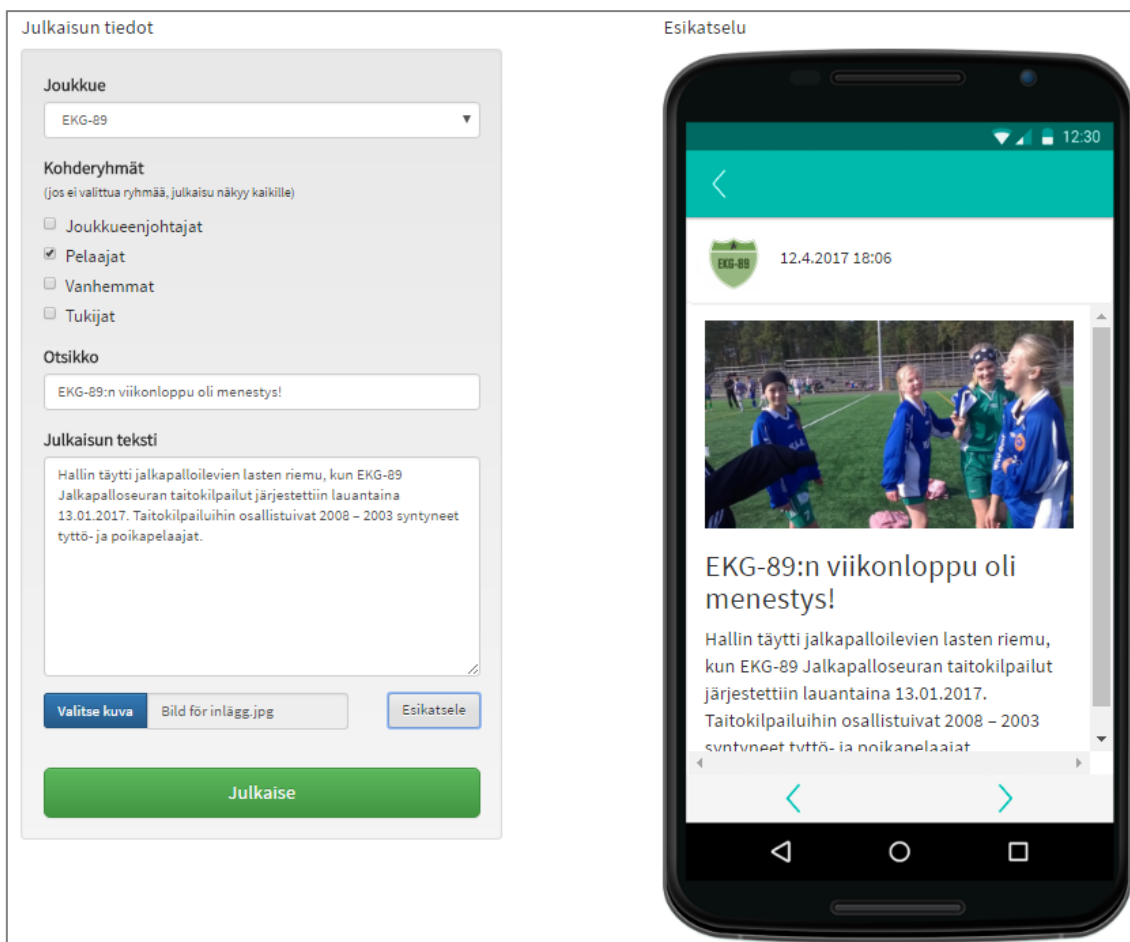 Julkaisun tiedot
Joukkue
EKG-89
Kohderyhmät
(jos ei valittua ryhmää, julkaisu näkyy kaikille)
Joukkueenjohtajat
Pelaajat
Vanhemmat
Tukijat
Otsikko
EKG-89:n viikonloppu oli menestys!
Julkaisun teksti
Hallin täytti jalkapalloilevien lasten riemu, kun EKG-89
Jalkapalloseuran taitokilpailut järjestettiin lauantaina
13.01.2017. Taitokilpailuihin osallistuivat 2008 – 2003 syntyneet
tyttö- ja poikapelaajat.
Valitse kuva
Bild för inlägg.jpg
Esikatsele
Julkaise
Esikatselu
12:30
EKG-89
12.4.2017 18:06
EKG-89:n viikonloppu oli
menestys!
Hallin täytti jalkapalloilevien lasten riemu,
kun EKG-89 Jalkapalloseuran taitokilpailut
järjestettiin lauantaina 13.01.2017.
Taitokilpailuihin osallistuivat 2008 – 2003
syntyneet tyttö- ja poikapelaajat